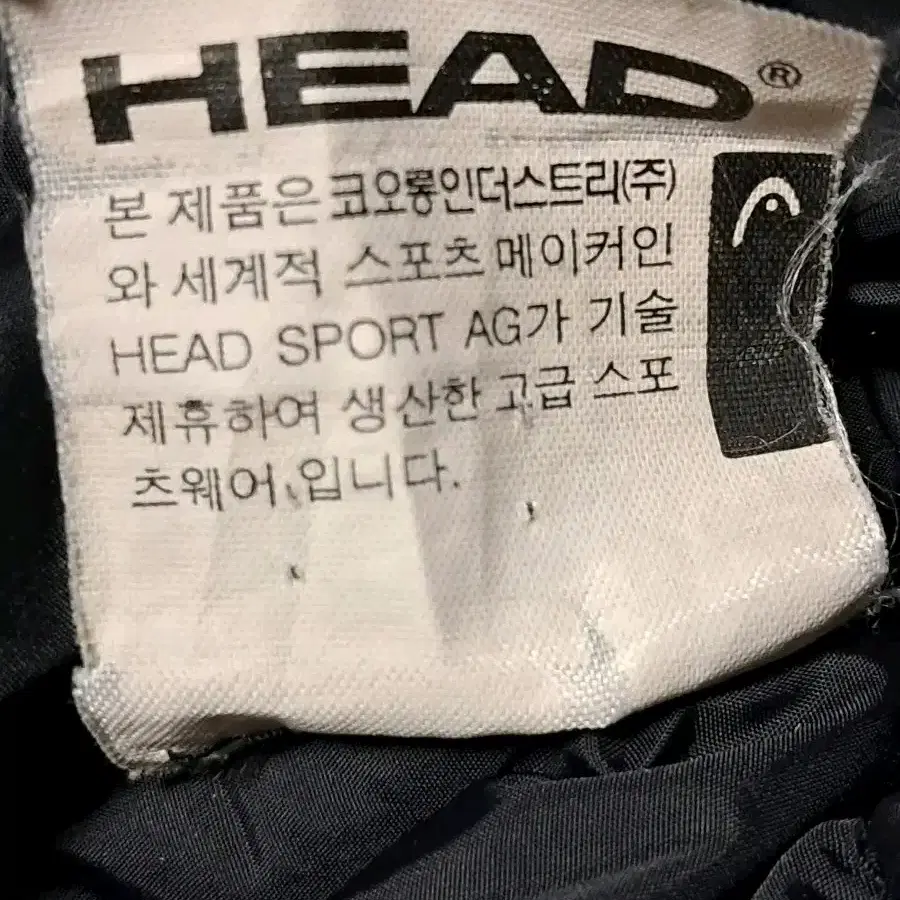 HEAD®
본 제품은 코오롱인더스트리(주)
와 세계적 스포츠 메이커인
HEAD SPORT AG가 기술
제휴하여 생산한 고급 스포
츠웨어 입니다.